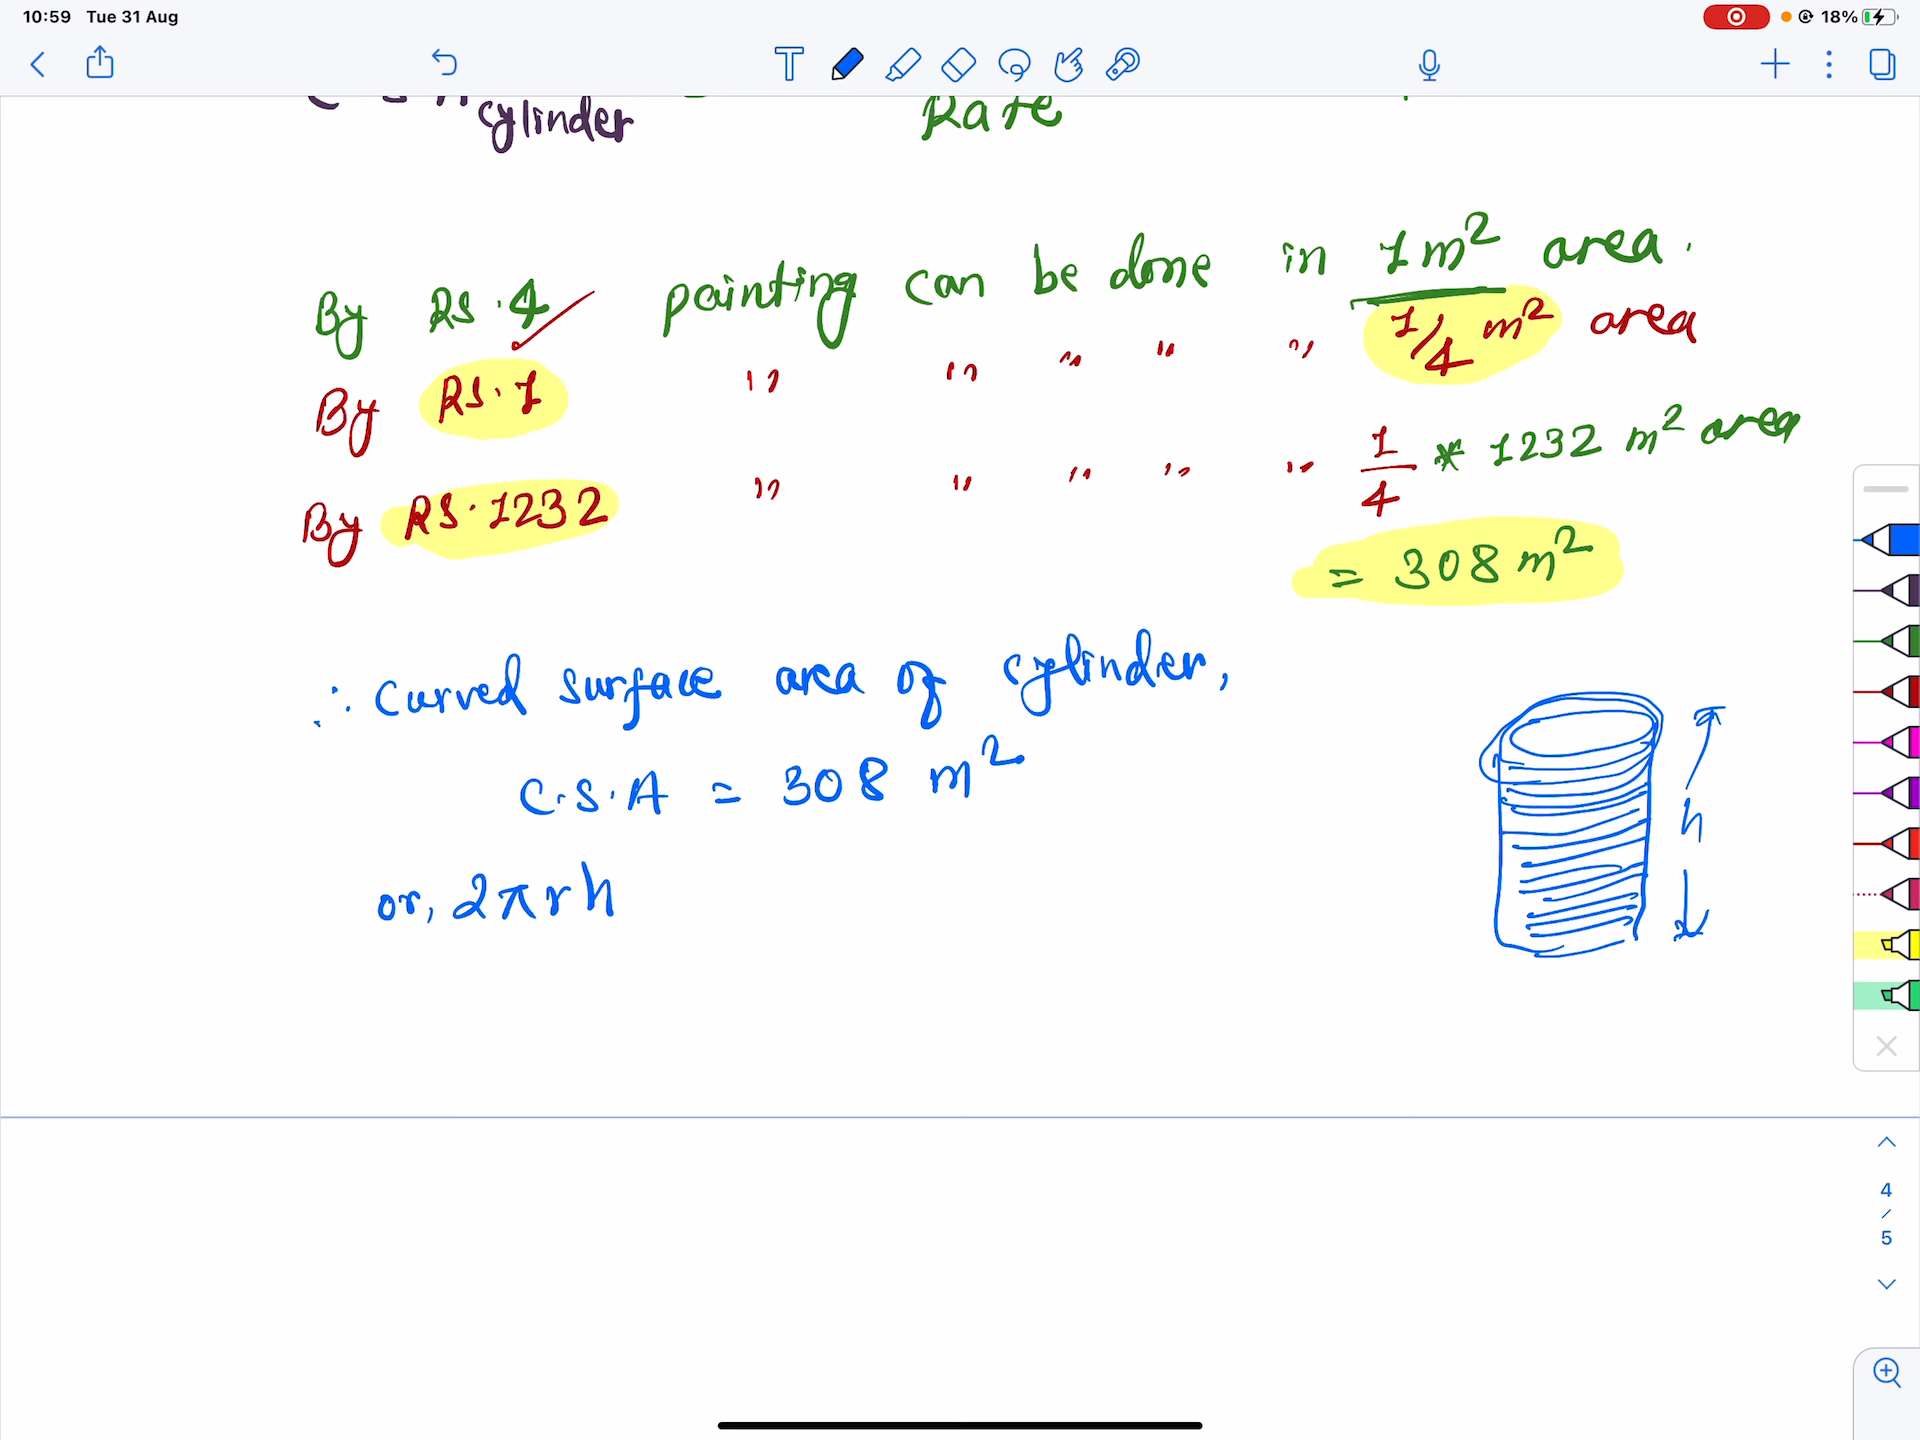 10:59 Tue 31 Aug
18%
cylinder
Rate
By RS. 4 painting can be done in 1 m² area.
By RS. 1 " " " " " 1/4 m² area
By RS. 1232 " " " " " 1/4 * 1232 m² area
= 308 m²
∴ Curved surface area of cylinder,
C.S.A = 308 m²
or, 2πrh
h
4
/
5